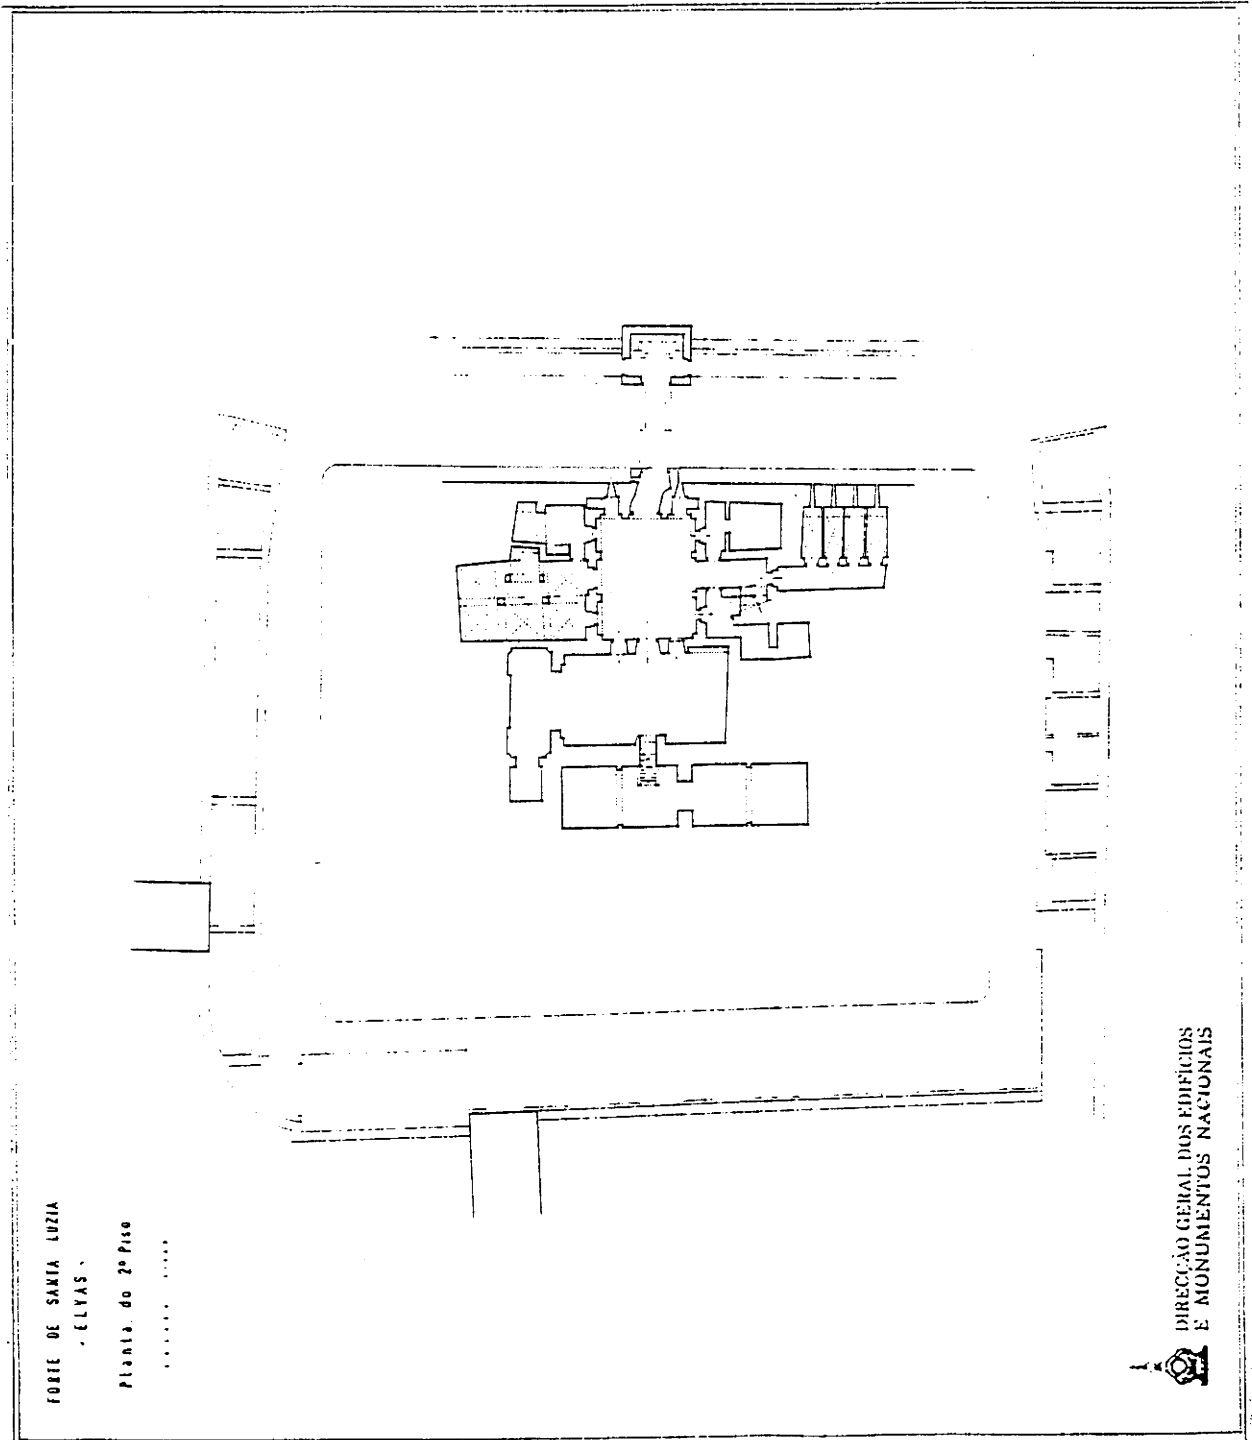 FORTE DE SANTA LUZIA
- ELVAS -
Planta do 2º Piso
DIRECÇÃO GERAL DOS EDIFÍCIOS
E MONUMENTOS NACIONAIS